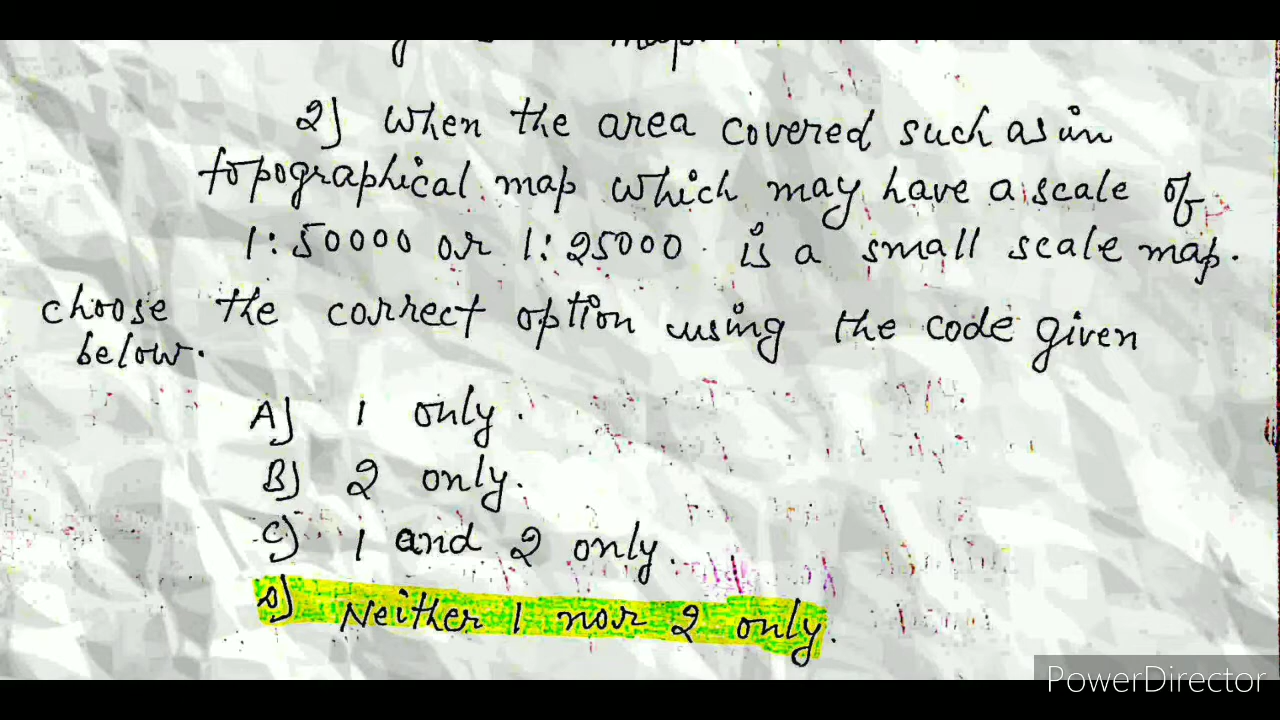 map.
2) When the area covered such as in
topographical map which may have a scale of
1:50000 or 1:25000 is a small scale map.
choose the correct option using the code given
below.
A) 1 only.
B) 2 only.
C) 1 and 2 only.
D) Neither 1 nor 2 only.
PowerDirector